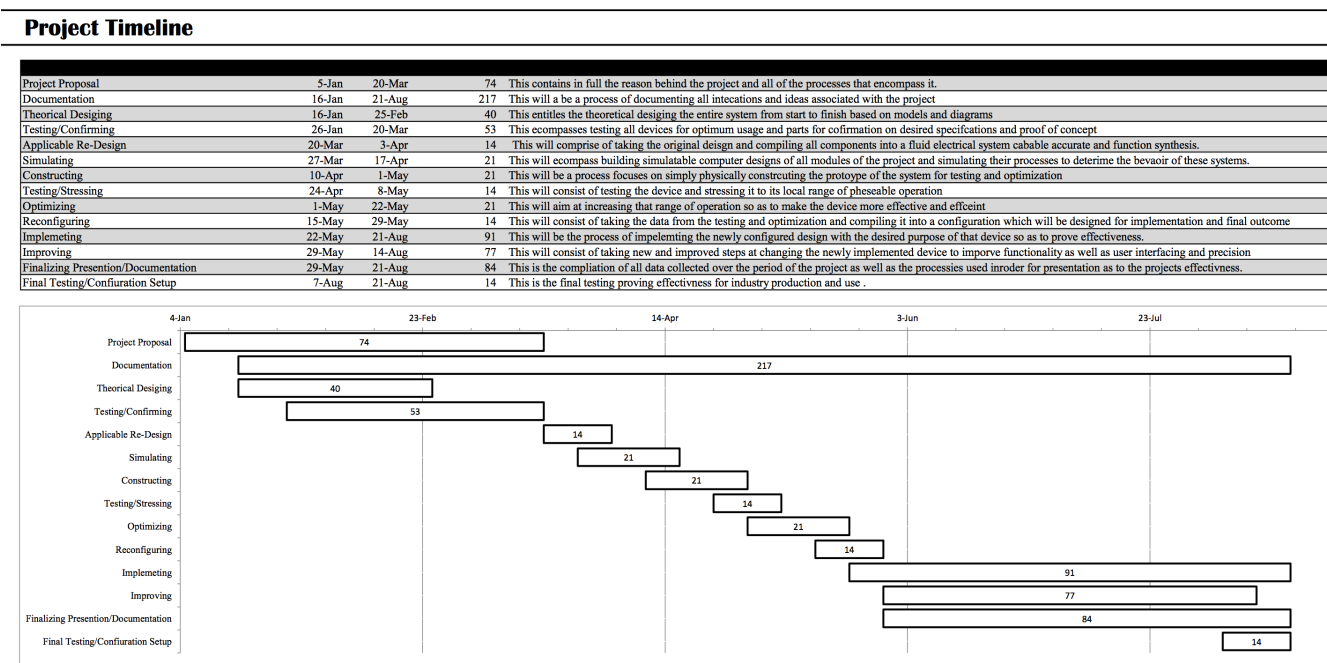 Project Timeline
Project Proposal 5-Jan 20-Mar 74 This contains in full the reason behind the project and all of the processes that encompass it.
Documentation 16-Jan 21-Aug 217 This will a be a process of documenting all intecations and ideas associated with the project
Theorical Desiging 16-Jan 25-Feb 40 This entitles the theoretical desiging the entire system from start to finish based on models and diagrams
Testing/Confirming 26-Jan 20-Mar 53 This ecompasses testing all devices for optimum usage and parts for cofirmation on desired specifcations and proof of concept
Applicable Re-Design 20-Mar 3-Apr 14 This will comprise of taking the original deisgn and compiling all components into a fluid electrical system cabable accurate and function synthesis.
Simulating 27-Mar 17-Apr 21 This will ecompass building simulatable computer designs of all modules of the project and simulating their processes to deterime the bevaoir of these systems.
Constructing 10-Apr 1-May 21 This will be a process focuses on simply physically constrcuting the protoype of the system for testing and optimization
Testing/Stressing 24-Apr 8-May 14 This will consist of testing the device and stressing it to its local range of pheseable operation
Optimizing 1-May 22-May 21 This will aim at increasing that range of operation so as to make the device more effective and effceint
Reconfiguring 15-May 29-May 14 This will consist of taking the data from the testing and optimization and compiling it into a configuration which will be designed for implementation and final outcome
Implemeting 22-May 21-Aug 91 This will be the process of impelemting the newly configured design with the desired purpose of that device so as to prove effectiveness.
Improving 29-May 14-Aug 77 This will consist of taking new and improved steps at changing the newly implemented device to imporve functionality as well as user interfacing and precision
Finalizing Presention/Documentation 29-May 21-Aug 84 This is the compliation of all data collected over the period of the project as well as the processies used inroder for presentation as to the projects effectivness.
Final Testing/Confiuration Setup 7-Aug 21-Aug 14 This is the final testing proving effectivness for industry production and use .
4-Jan 23-Feb 14-Apr 3-Jun 23-Jul
Project Proposal 74
Documentation 217
Theorical Desiging 40
Testing/Confirming 53
Applicable Re-Design 14
Simulating 21
Constructing 21
Testing/Stressing 14
Optimizing 21
Reconfiguring 14
Implemeting 91
Improving 77
Finalizing Presention/Documentation 84
Final Testing/Confiuration Setup 14